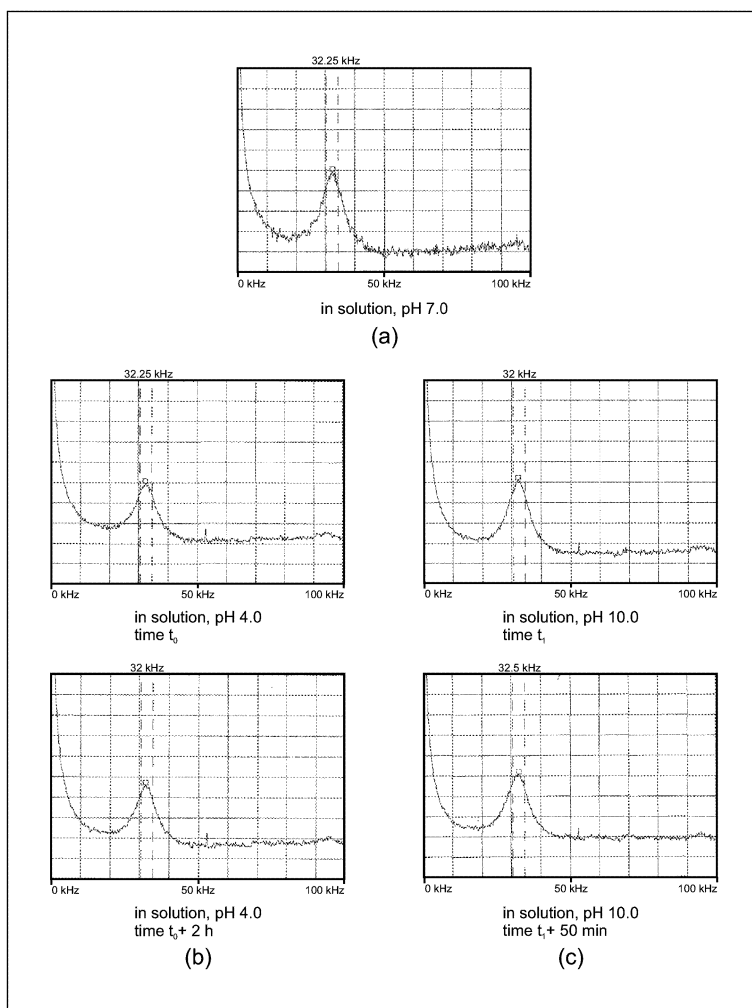 32.25 kHz
0 kHz 50 kHz 100 kHz
in solution, pH 7.0
(a)
32.25 kHz
0 kHz 50 kHz 100 kHz
in solution, pH 4.0
time t₀
32 kHz
0 kHz 50 kHz 100 kHz
in solution, pH 4.0
time t₀+ 2 h
(b)
32 kHz
0 kHz 50 kHz 100 kHz
in solution, pH 10.0
time t₁
32.5 kHz
0 kHz 50 kHz 100 kHz
in solution, pH 10.0
time t₁+ 50 min
(c)